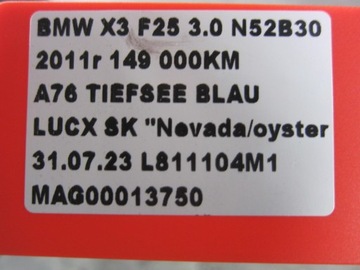 BMW X3 F25 3.0 N52B30
2011r 149 000KM
A76 TIEFSEE BLAU
LUCX SK "Nevada/oyster
31.07.23 L811104M1
MAG00013750